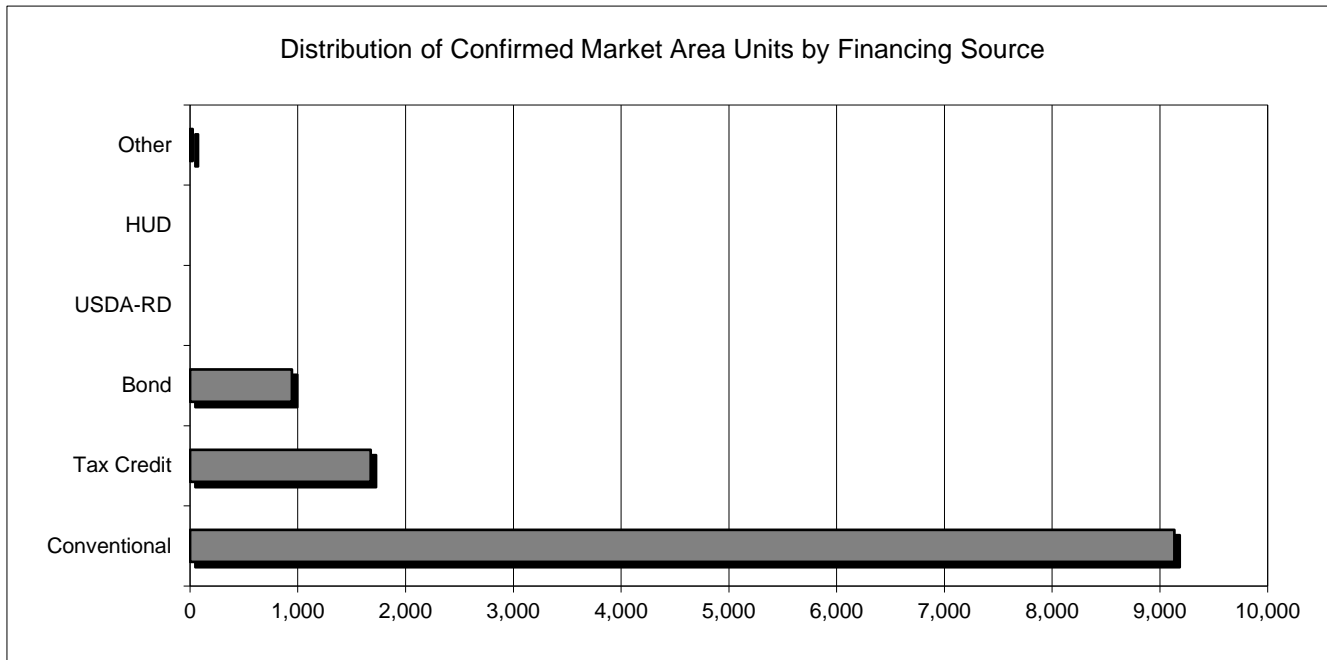 Distribution of Confirmed Market Area Units by Financing Source
Other
HUD
USDA-RD
Bond
Tax Credit
Conventional
0 1,000 2,000 3,000 4,000 5,000 6,000 7,000 8,000 9,000 10,000